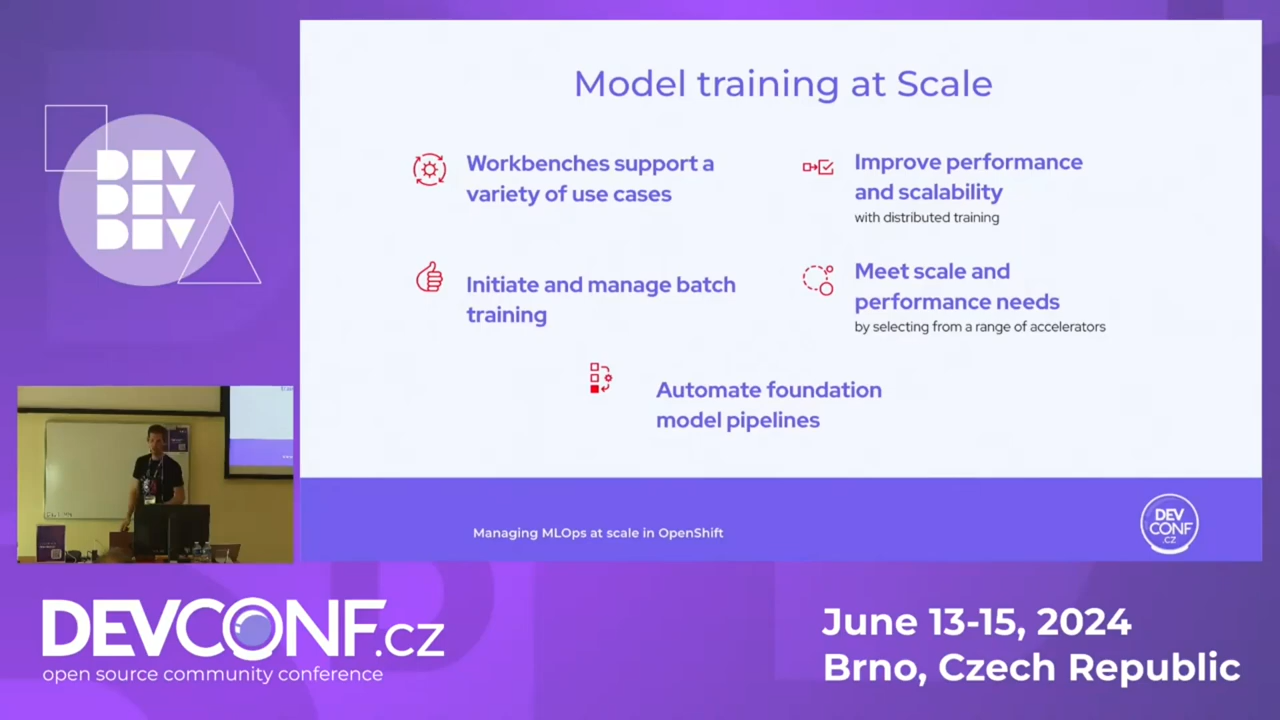 Model training at Scale
Workbenches support a
variety of use cases
Improve performance
and scalability
with distributed training
Initiate and manage batch
training
Meet scale and
performance needs
by selecting from a range of accelerators
Automate foundation
model pipelines
Managing MLOps at scale in OpenShift
DEV
CONF
.CZ
DEV
DEV
DEV
DEVCONF.cz
open source community conference
June 13-15, 2024
Brno, Czech Republic